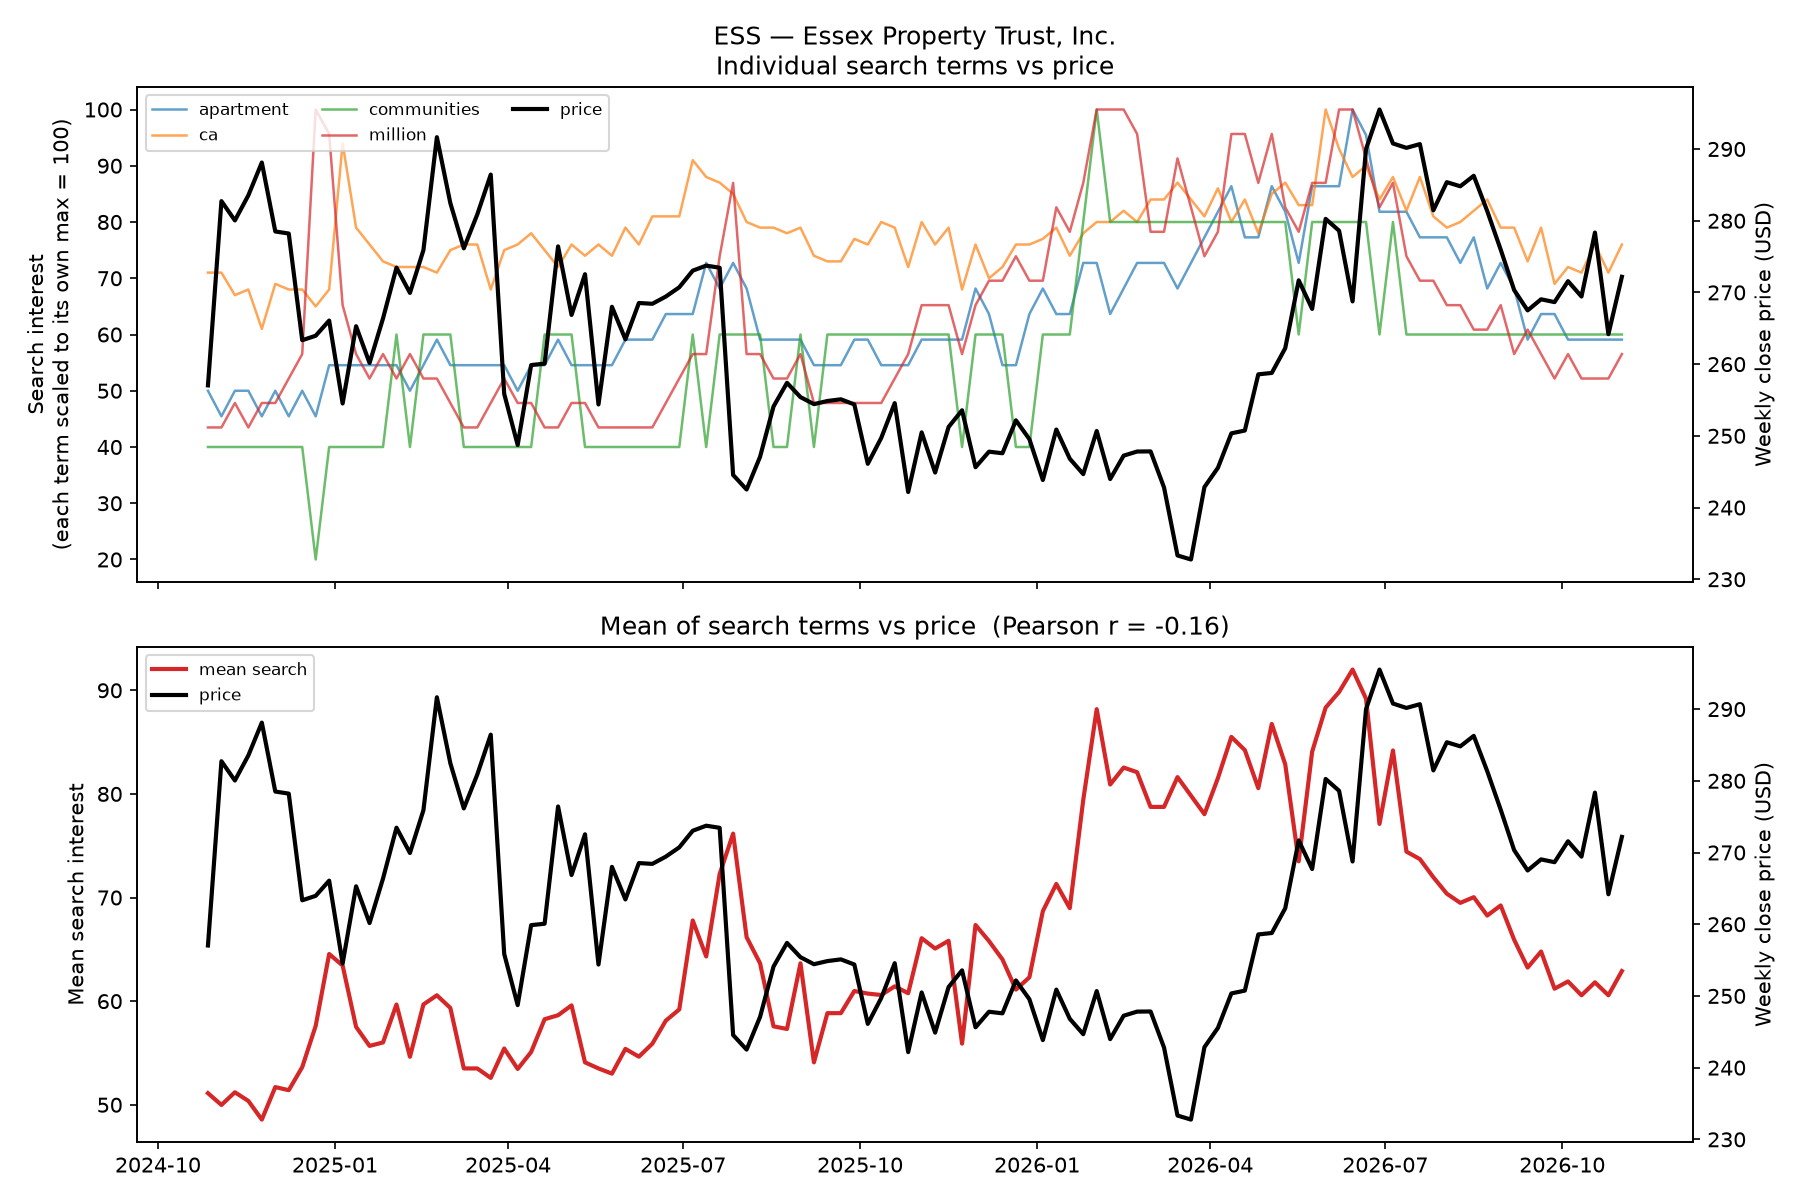 ESS — Essex Property Trust, Inc.
Individual search terms vs price
apartment
ca
communities
million
price
Search interest
(each term scaled to its own max = 100)
100
90
80
70
60
50
40
30
20
Weekly close price (USD)
290
280
270
260
250
240
230
Mean of search terms vs price (Pearson r = -0.16)
mean search
price
Mean search interest
90
80
70
60
50
Weekly close price (USD)
290
280
270
260
250
240
230
2024-10
2025-01
2025-04
2025-07
2025-10
2026-01
2026-04
2026-07
2026-10